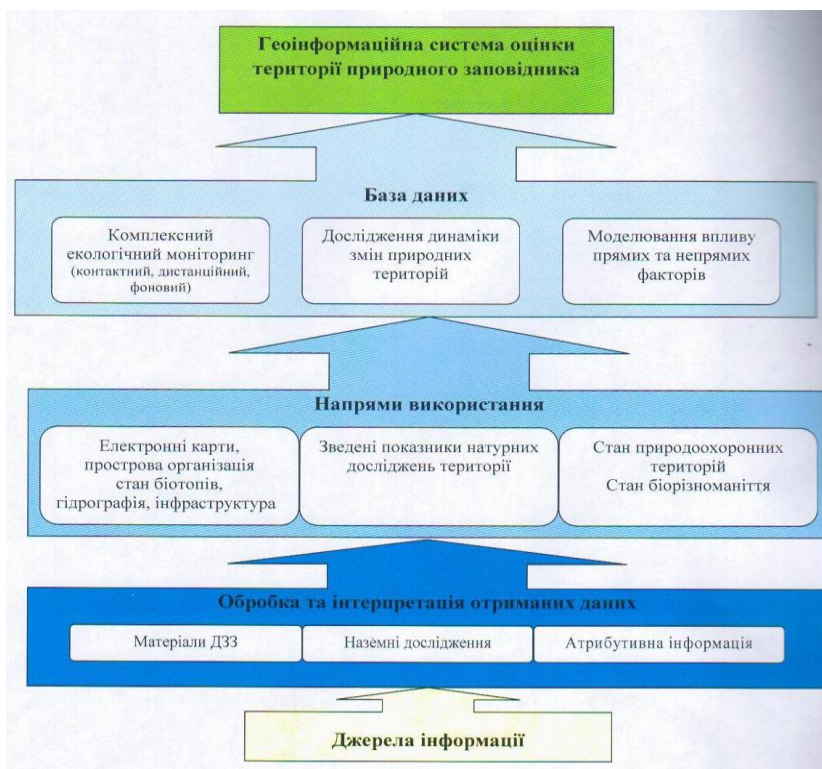 Геоінформаційна система оцінки
території природного заповідника
База даних
Комплексний
екологічний моніторинг
(контактний, дистанційний,
фоновий)
Дослідження динаміки
змін природних
територій
Моделювання впливу
прямих та непрямих
факторів
Напрями використання
Електронні карти,
прострова організація
стан біотопів,
гідрографія, інфраструктура
Зведені показники натурних
досліджень території
Стан природоохоронних
територій
Стан біорізноманіття
Обробка та інтерпретація отриманих даних
Матеріали ДЗЗ
Наземні дослідження
Атрибутивна інформація
Джерела інформації